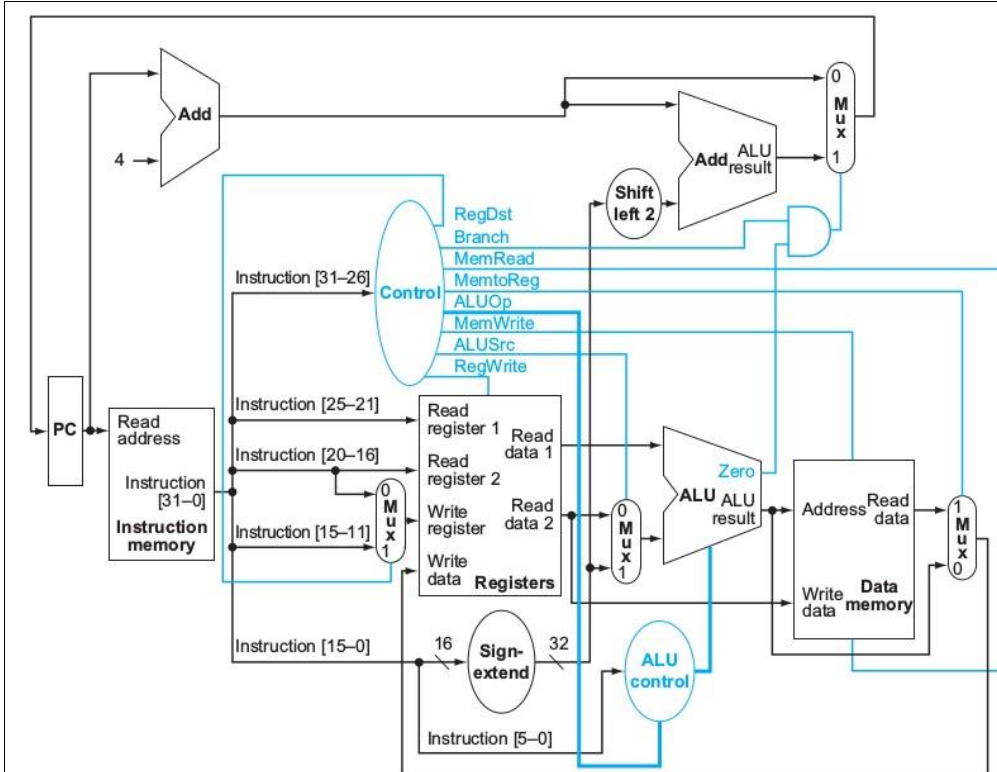 Add
4
0
Mux
1
Add
ALU
result
Shift
left 2
RegDst
Branch
MemRead
MemtoReg
ALUOp
MemWrite
ALUSrc
RegWrite
Control
Instruction [31–26]
PC
Read
address
Instruction
[31–0]
Instruction
memory
Instruction [25–21]
Instruction [20–16]
Instruction [15–11]
0
Mux
1
Read
register 1
Read
register 2
Write
register
Write
data
Read
data 1
Read
data 2
Registers
0
Mux
1
Zero
ALU
ALU
result
Address
Read
data
Write
data
Data
memory
1
Mux
0
Instruction [15–0]
16
Sign-
extend
32
ALU
control
Instruction [5–0]